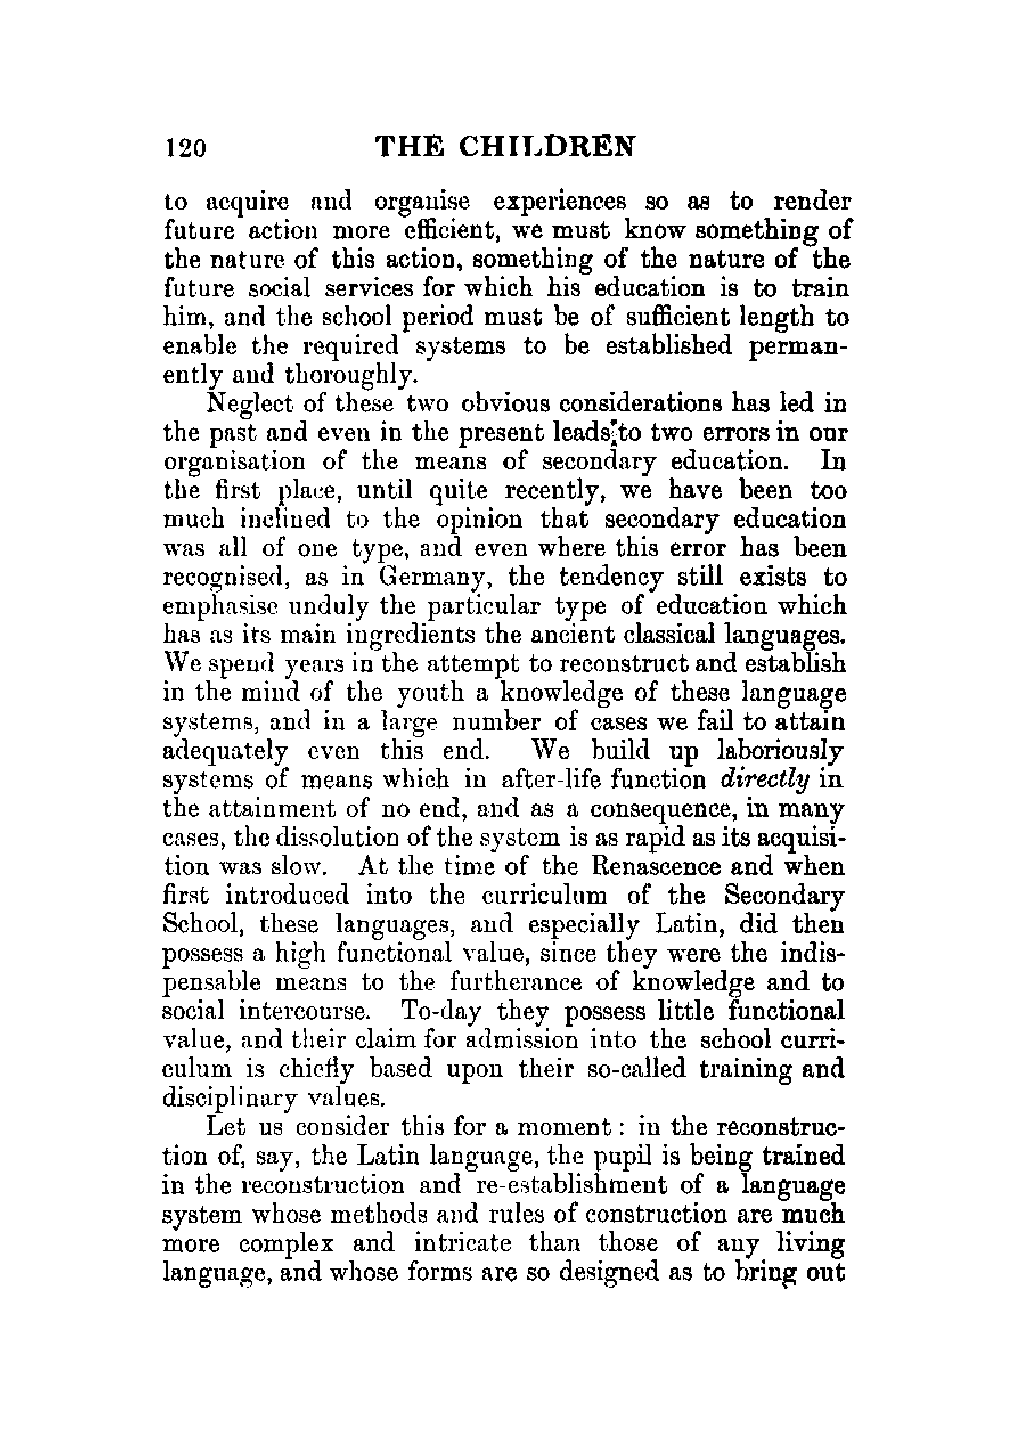 120 THE CHILDREN
to acquire and organise experiences so as to render
future action more efficient, we must know something of
the nature of this action, something of the nature of the
future social services for which his education is to train
him, and the school period must be of sufficient length to
enable the required systems to be established perman-
ently and thoroughly.
Neglect of these two obvious considerations has led in
the past and even in the present leads to two errors in our
organisation of the means of secondary education. In
the first place, until quite recently, we have been too
much inclined to the opinion that secondary education
was all of one type, and even where this error has been
recognised, as in Germany, the tendency still exists to
emphasise unduly the particular type of education which
has as its main ingredients the ancient classical languages.
We spend years in the attempt to reconstruct and establish
in the mind of the youth a knowledge of these language
systems, and in a large number of cases we fail to attain
adequately even this end. We build up laboriously
systems of means which in after-life function directly in
the attainment of no end, and as a consequence, in many
cases, the dissolution of the system is as rapid as its acquisi-
tion was slow. At the time of the Renascence and when
first introduced into the curriculum of the Secondary
School, these languages, and especially Latin, did then
possess a high functional value, since they were the indis-
pensable means to the furtherance of knowledge and to
social intercourse. To-day they possess little functional
value, and their claim for admission into the school curri-
culum is chiefly based upon their so-called training and
disciplinary values.
Let us consider this for a moment : in the reconstruc-
tion of, say, the Latin language, the pupil is being trained
in the reconstruction and re-establishment of a language
system whose methods and rules of construction are much
more complex and intricate than those of any living
language, and whose forms are so designed as to bring out